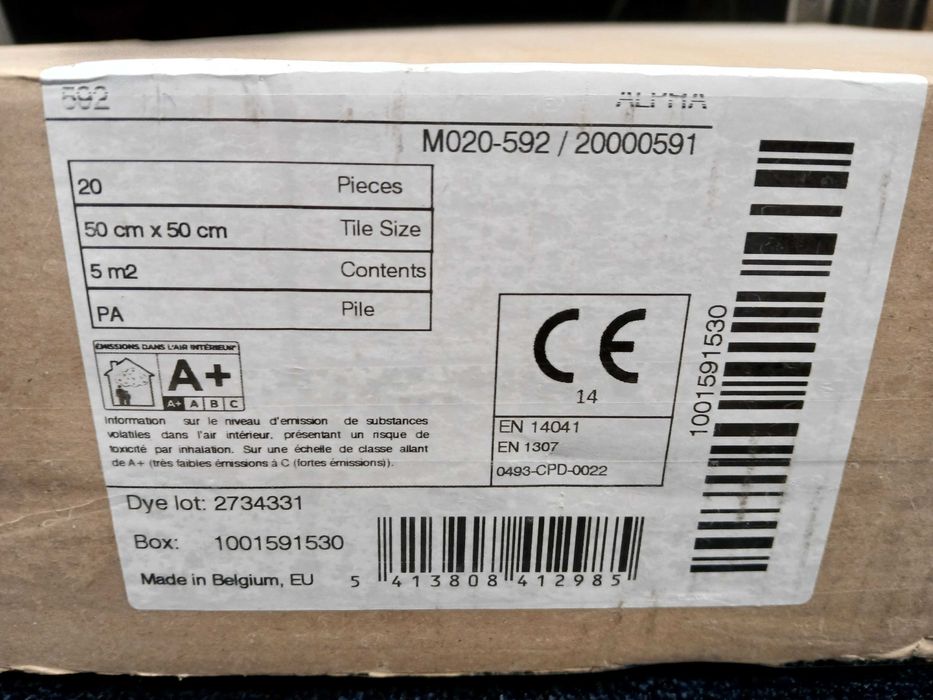 592 ALPHA
M020-592 / 20000591
20 Pieces
50 cm x 50 cm Tile Size
5 m2 Contents
PA Pile
ÉMISSIONS DANS L'AIR INTÉRIEUR*
A+
A+ A B C
Information sur le niveau d'émission de substances
volatiles dans l'air intérieur, présentant un risque de
toxicité par inhalation. Sur une échelle de classe allant
de A+ (très faibles émissions à C (fortes émissions)).
CE
14
EN 14041
EN 1307
0493-CPD-0022
1001591530
Dye lot: 2734331
Box: 1001591530
Made in Belgium, EU
5 413808 412985